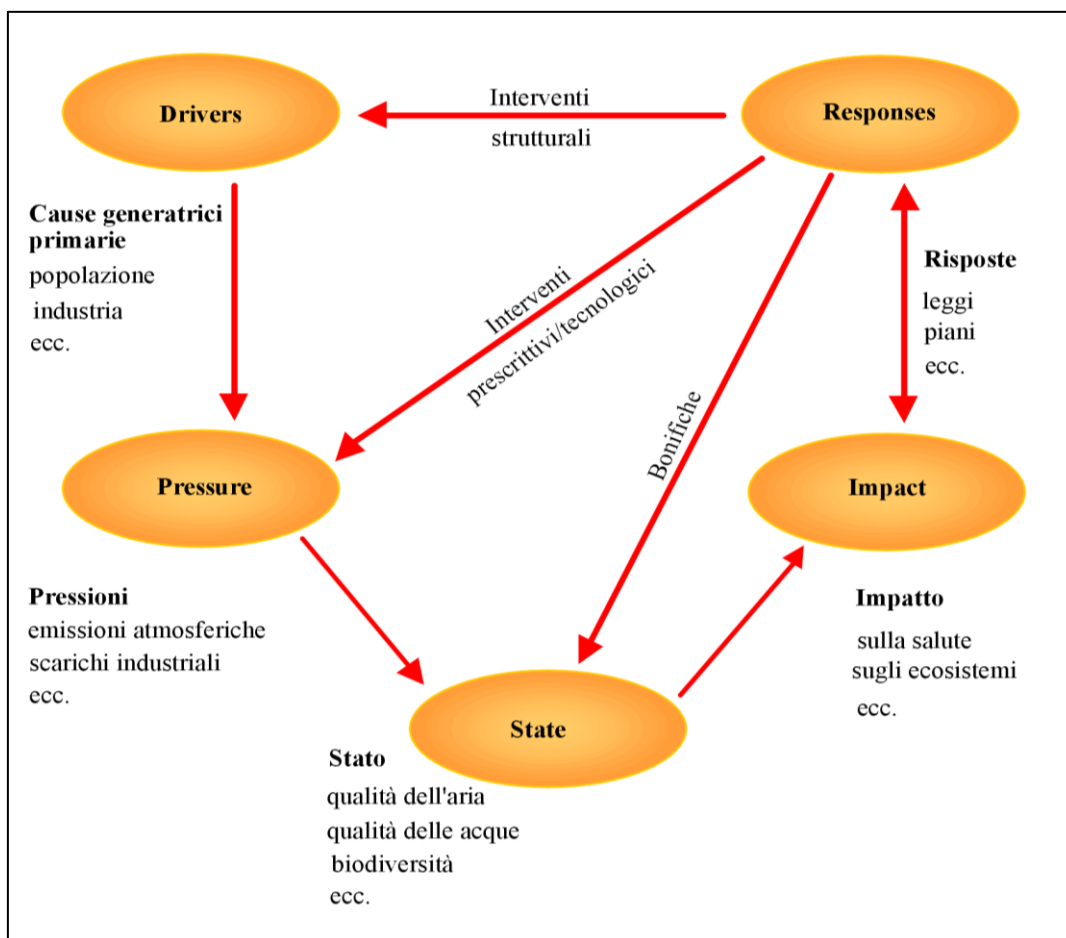 Drivers
Interventi
strutturali
Responses
Cause generatrici
primarie
popolazione
industria
ecc.
Interventi
prescrittivi/tecnologici
Bonifiche
Risposte
leggi
piani
ecc.
Pressure
Impact
Pressioni
emissioni atmosferiche
scarichi industriali
ecc.
Impatto
sulla salute
sugli ecosistemi
ecc.
State
Stato
qualità dell'aria
qualità delle acque
biodiversità
ecc.